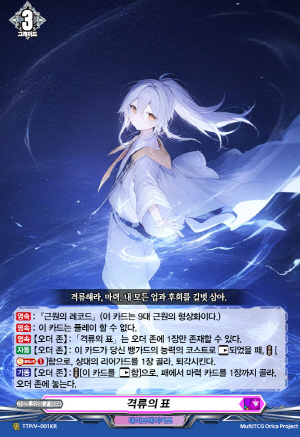 3
그레이드
격류해라, 마력. 내 모든 업과 후회를 길벗 삼아.
영속 : 「근원의 레코드」(이 카드는 9대 근원의 형상화이다.)
영속 : 이 카드는 플레이 할 수 없다.
영속 【오더 존】 : 「격류의 표」는 오더 존에 1장만 존재할 수 있다.
자동 【오더 존】 : 이 카드가 당신 뱅가드의 능력의 코스트로 되었을 때, [
1 ]함으로, 상대의 리어가드를 1장 골라, 퇴각시킨다.
기동 【오더 존】 : [이 카드를 함]으로, 패에서 마력 카드를 1장까지 골라,
오더 존에 놓는다.
격류의 표
TTP/V-001KR
MultiTCG Orica Project